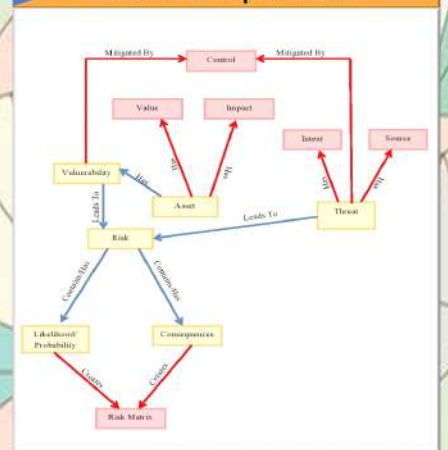 Mitigated By
Mitigated By
Control
Value
Impact
Intent
Source
Has
Has
Has
Has
Vulnerability
Has
Asset
Threat
Leads To
Leads To
Risk
Contains/Has
Contains/Has
Likelihood/
Probability
Consequences
Creates
Creates
Risk Matrix